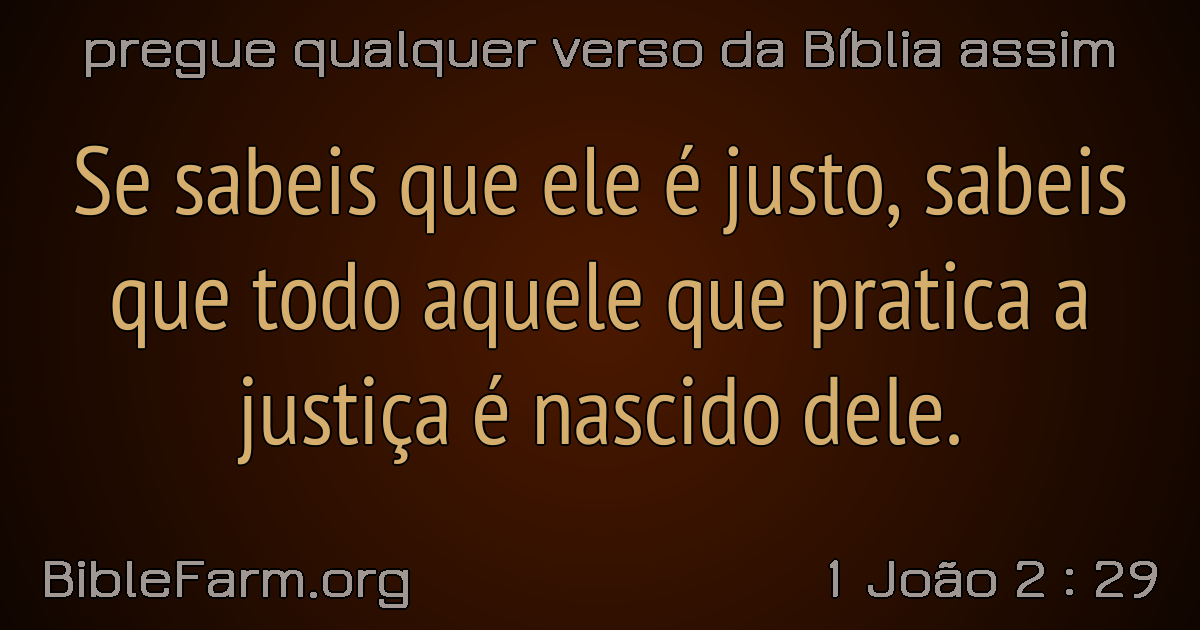 pregue qualquer verso da Bíblia assim
Se sabeis que ele é justo, sabeis
que todo aquele que pratica a
justiça é nascido dele.
BibleFarm.org
1 João 2 : 29